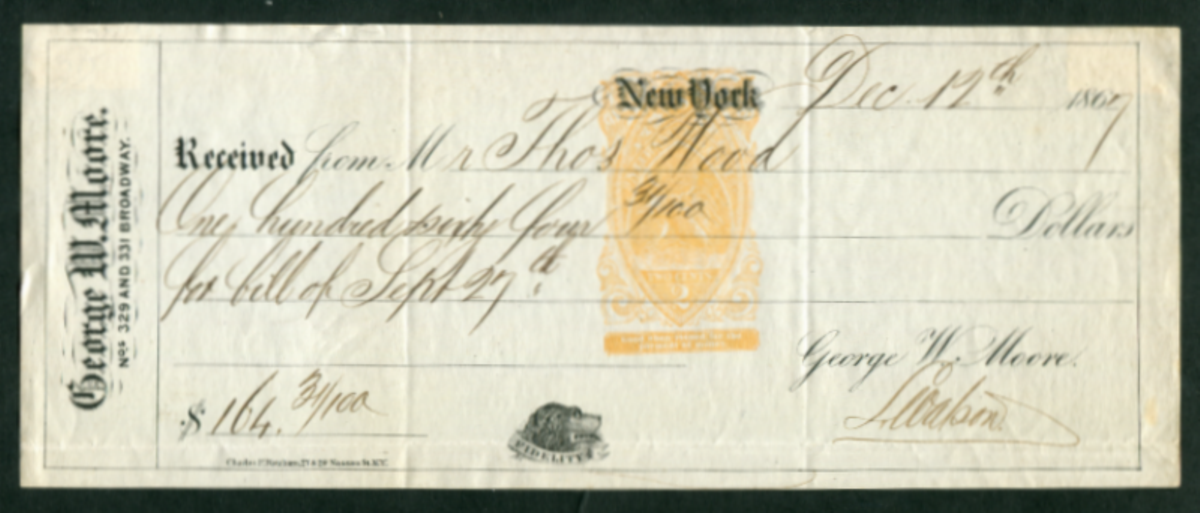 George W. Moore.
Nos 329 AND 331 BROADWAY.
New York Dec. 12th 1867
Received from Mr Thos Wood
One hundred sixty four 34/100 Dollars
for bill of Sept 27th
George W. Moore.
$ 164. 34/100
FIDELITY
2